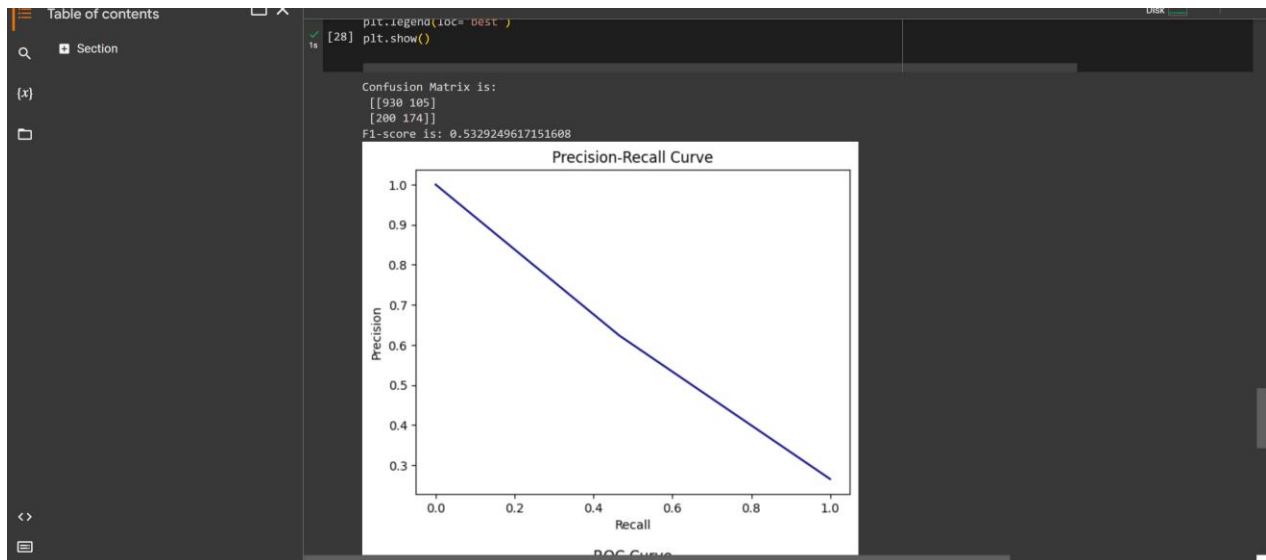 Table of contents
Disk
Section
{x}
plt.legend(loc='best')
[28] plt.show()
1s
Confusion Matrix is:
[[930 105]
[200 174]]
F1-score is: 0.5329249617151608
Precision-Recall Curve
1.0
0.9
0.8
0.7
0.6
0.5
0.4
0.3
Precision
0.0 0.2 0.4 0.6 0.8 1.0
Recall
ROC Curve
<>